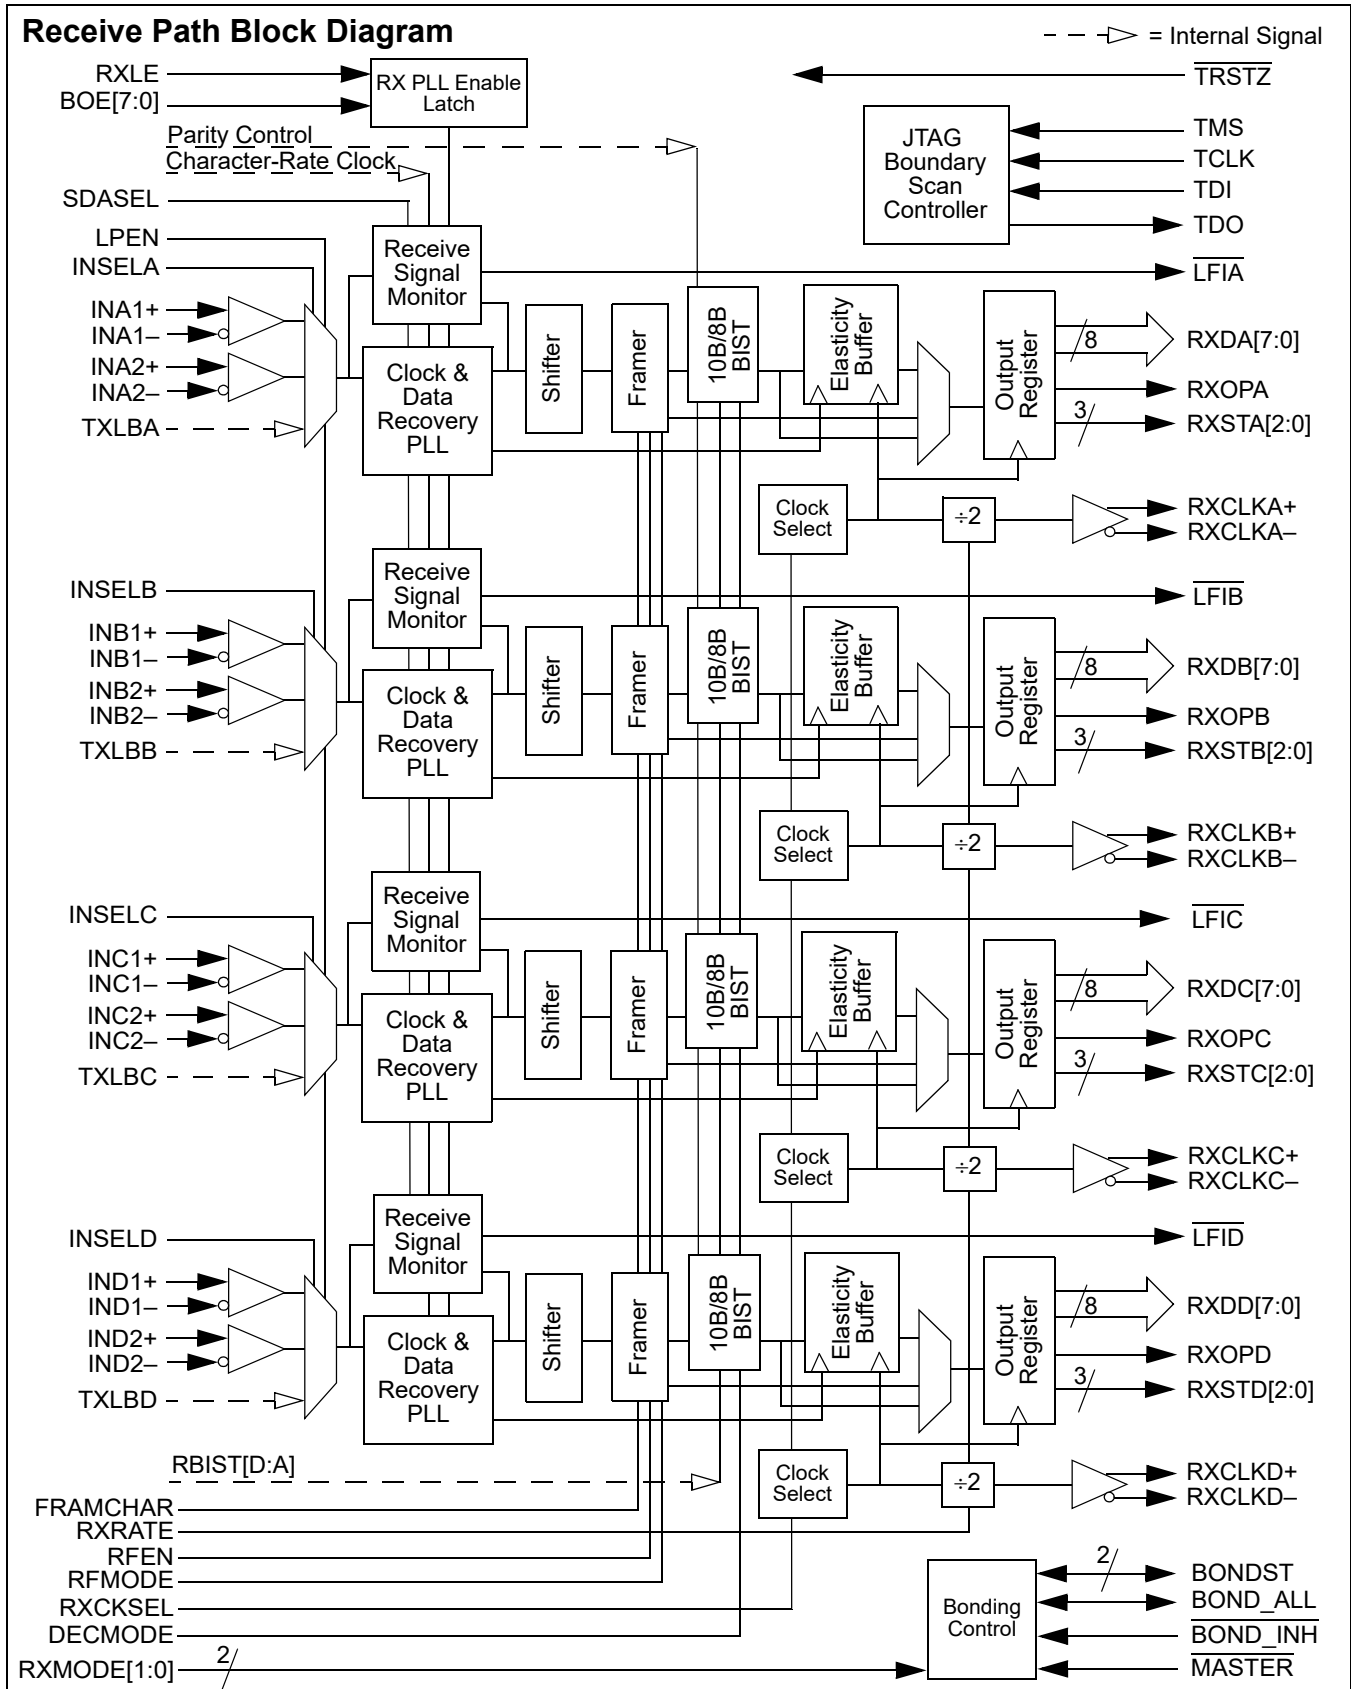 Receive Path Block Diagram
= Internal Signal
RXLE
BOE[7:0]
RX PLL Enable
Latch
TRSTZ
Parity Control
Character-Rate Clock
JTAG
Boundary
Scan
Controller
TMS
TCLK
TDI
TDO
SDASEL
LPEN
INSELA
INA1+
INA1–
INA2+
INA2–
TXLBA
Receive
Signal
Monitor
Clock &
Data
Recovery
PLL
Shifter
Framer
10B/8B
BIST
Elasticity
Buffer
Output
Register
LFIA
8
RXDA[7:0]
RXOPA
3
RXSTA[2:0]
Clock
Select
÷2
RXCLKA+
RXCLKA–
INSELB
INB1+
INB1–
INB2+
INB2–
TXLBB
Receive
Signal
Monitor
Clock &
Data
Recovery
PLL
Shifter
Framer
10B/8B
BIST
Elasticity
Buffer
Output
Register
LFIB
8
RXDB[7:0]
RXOPB
3
RXSTB[2:0]
Clock
Select
÷2
RXCLKB+
RXCLKB–
INSELC
INC1+
INC1–
INC2+
INC2–
TXLBC
Receive
Signal
Monitor
Clock &
Data
Recovery
PLL
Shifter
Framer
10B/8B
BIST
Elasticity
Buffer
Output
Register
LFIC
8
RXDC[7:0]
RXOPC
3
RXSTC[2:0]
Clock
Select
÷2
RXCLKC+
RXCLKC–
INSELD
IND1+
IND1–
IND2+
IND2–
TXLBD
Receive
Signal
Monitor
Clock &
Data
Recovery
PLL
Shifter
Framer
10B/8B
BIST
Elasticity
Buffer
Output
Register
LFID
8
RXDD[7:0]
RXOPD
3
RXSTD[2:0]
Clock
Select
÷2
RXCLKD+
RXCLKD–
RBIST[D:A]
FRAMCHAR
RXRATE
RFEN
RFMODE
RXCKSEL
DECMODE
RXMODE[1:0]
2
Bonding
Control
2
BONDST
BOND_ALL
BOND_INH
MASTER